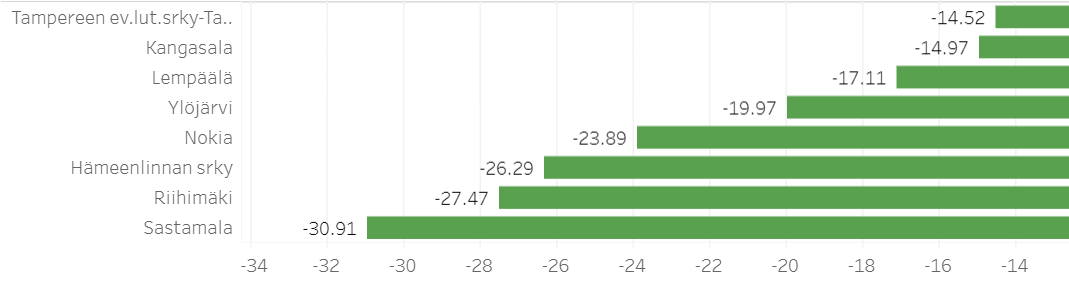 Tampereen ev.lut.srky-Ta.. -14.52
Kangasala -14.97
Lempäälä -17.11
Ylöjärvi -19.97
Nokia -23.89
Hämeenlinnan srky -26.29
Riihimäki -27.47
Sastamala -30.91
-34 -32 -30 -28 -26 -24 -22 -20 -18 -16 -14